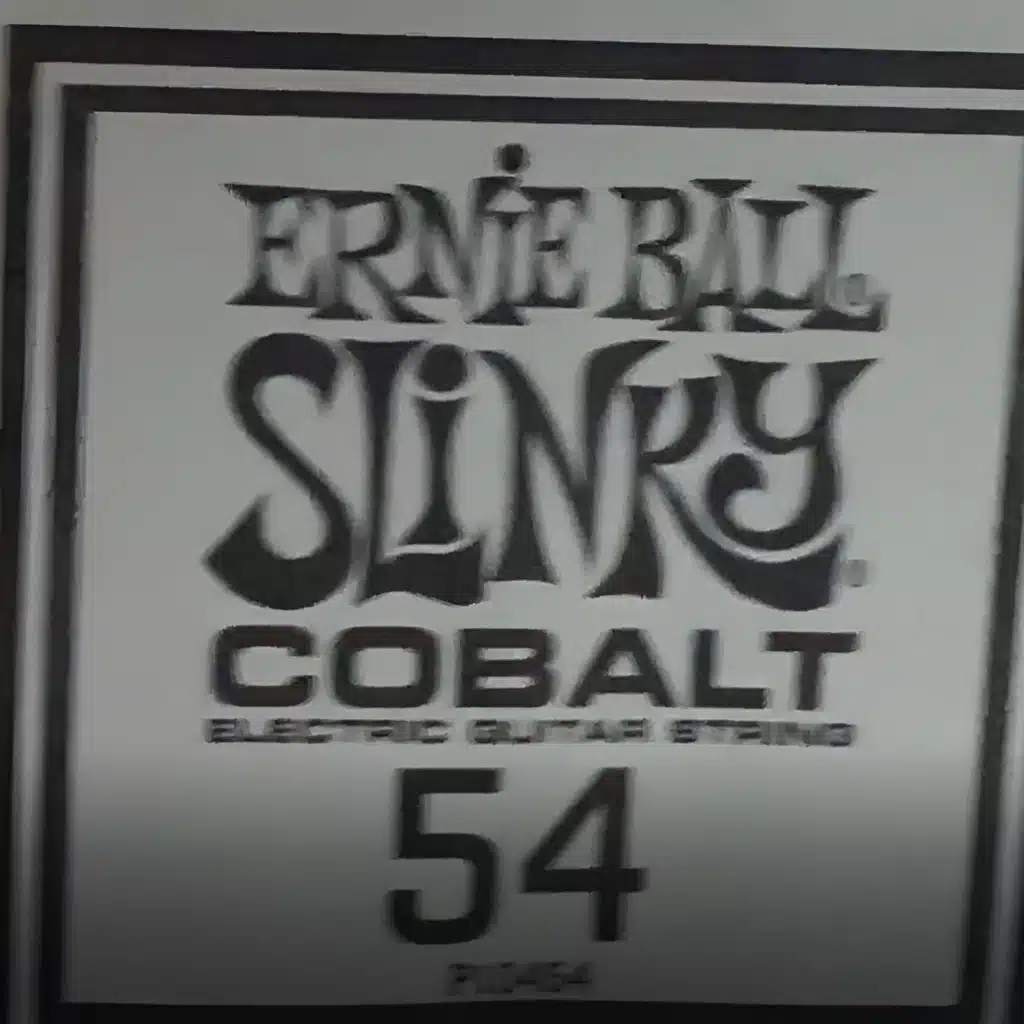 ERNiE BALL®
SLiNKY®
COBALT
ELECTRIC GUITAR STRING
54